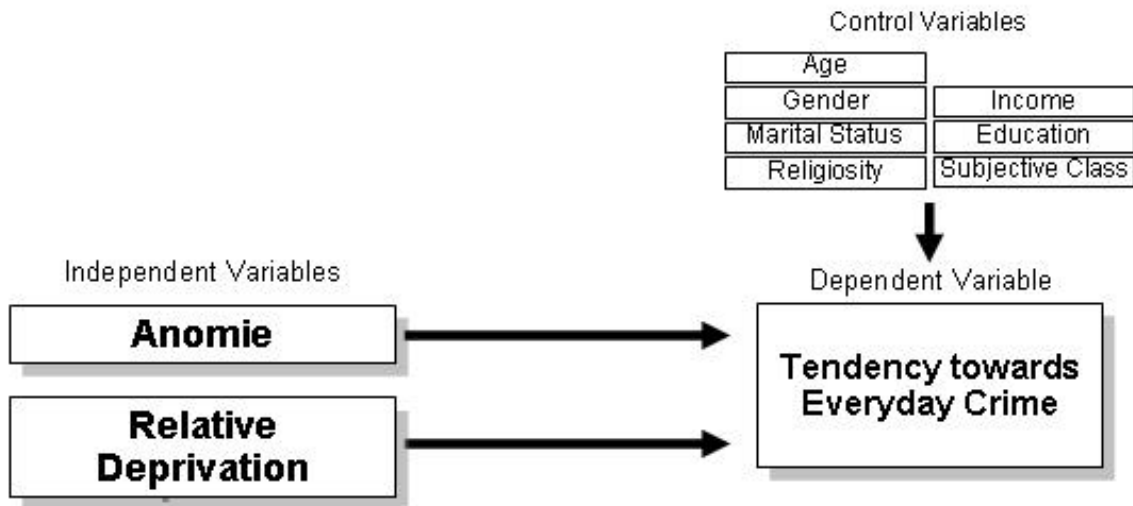 Control Variables
Age
Gender
Income
Marital Status
Education
Religiosity
Subjective Class
Independent Variables
Dependent Variable
Anomie
Relative
Deprivation
Tendency towards
Everyday Crime